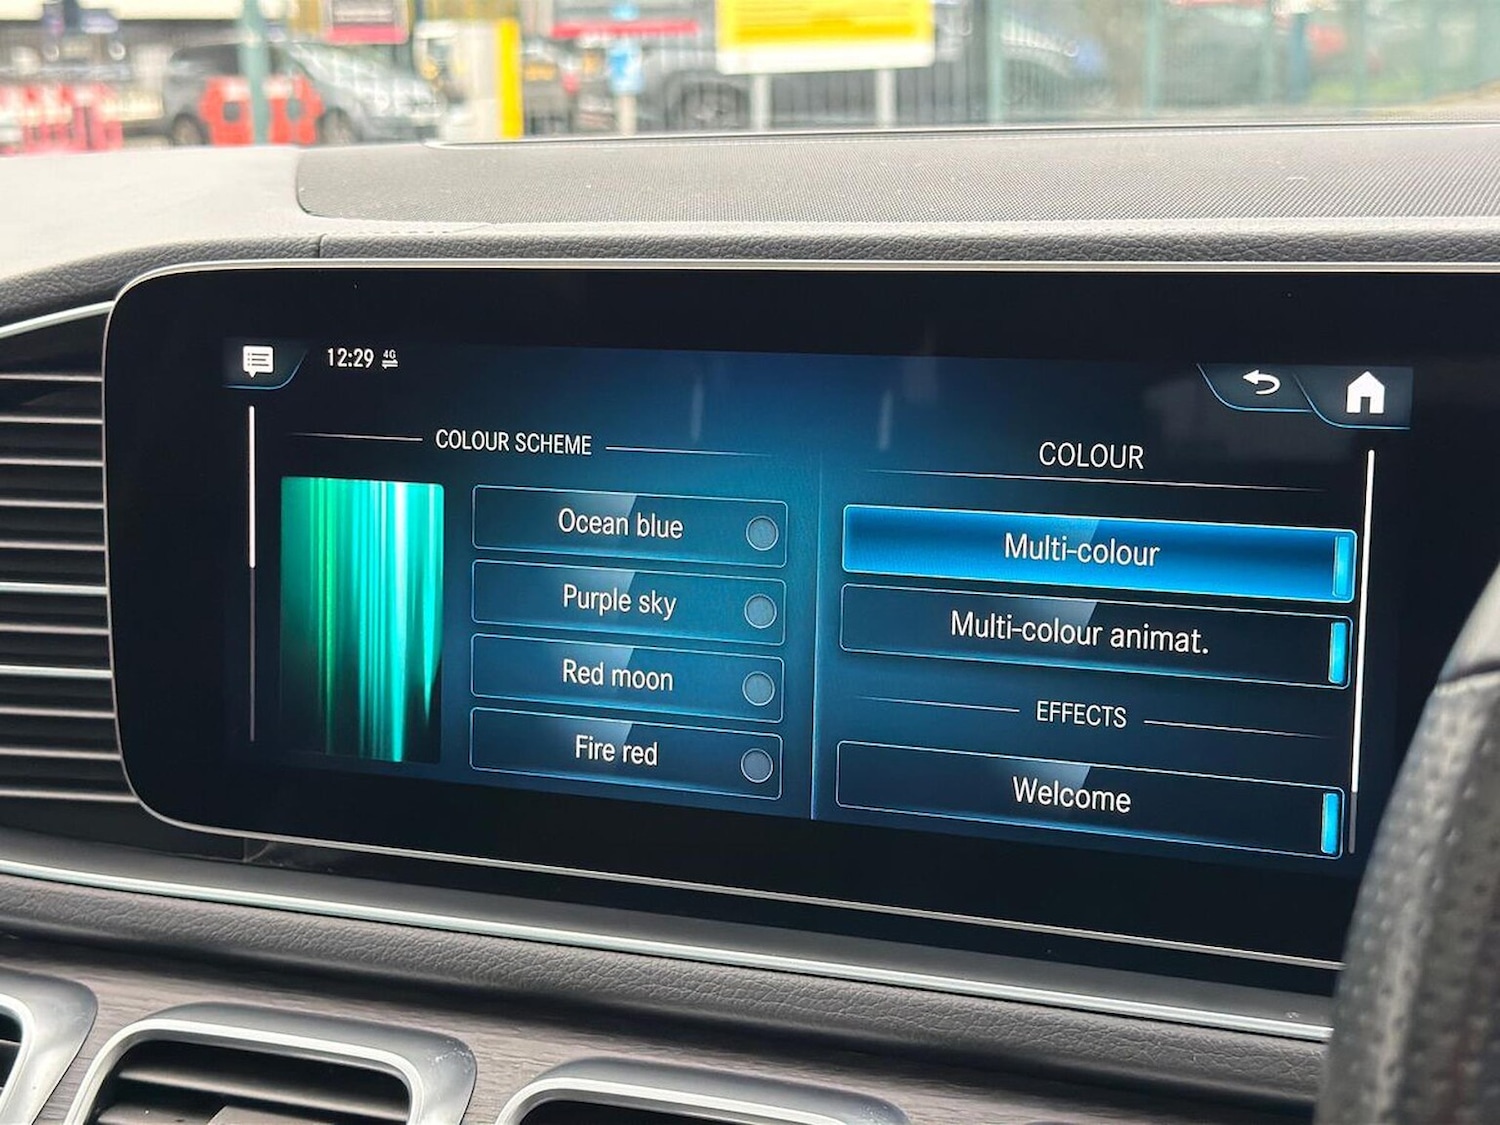 12:29 4G
COLOUR SCHEME
Ocean blue
Purple sky
Red moon
Fire red
COLOUR
Multi-colour
Multi-colour animat.
EFFECTS
Welcome